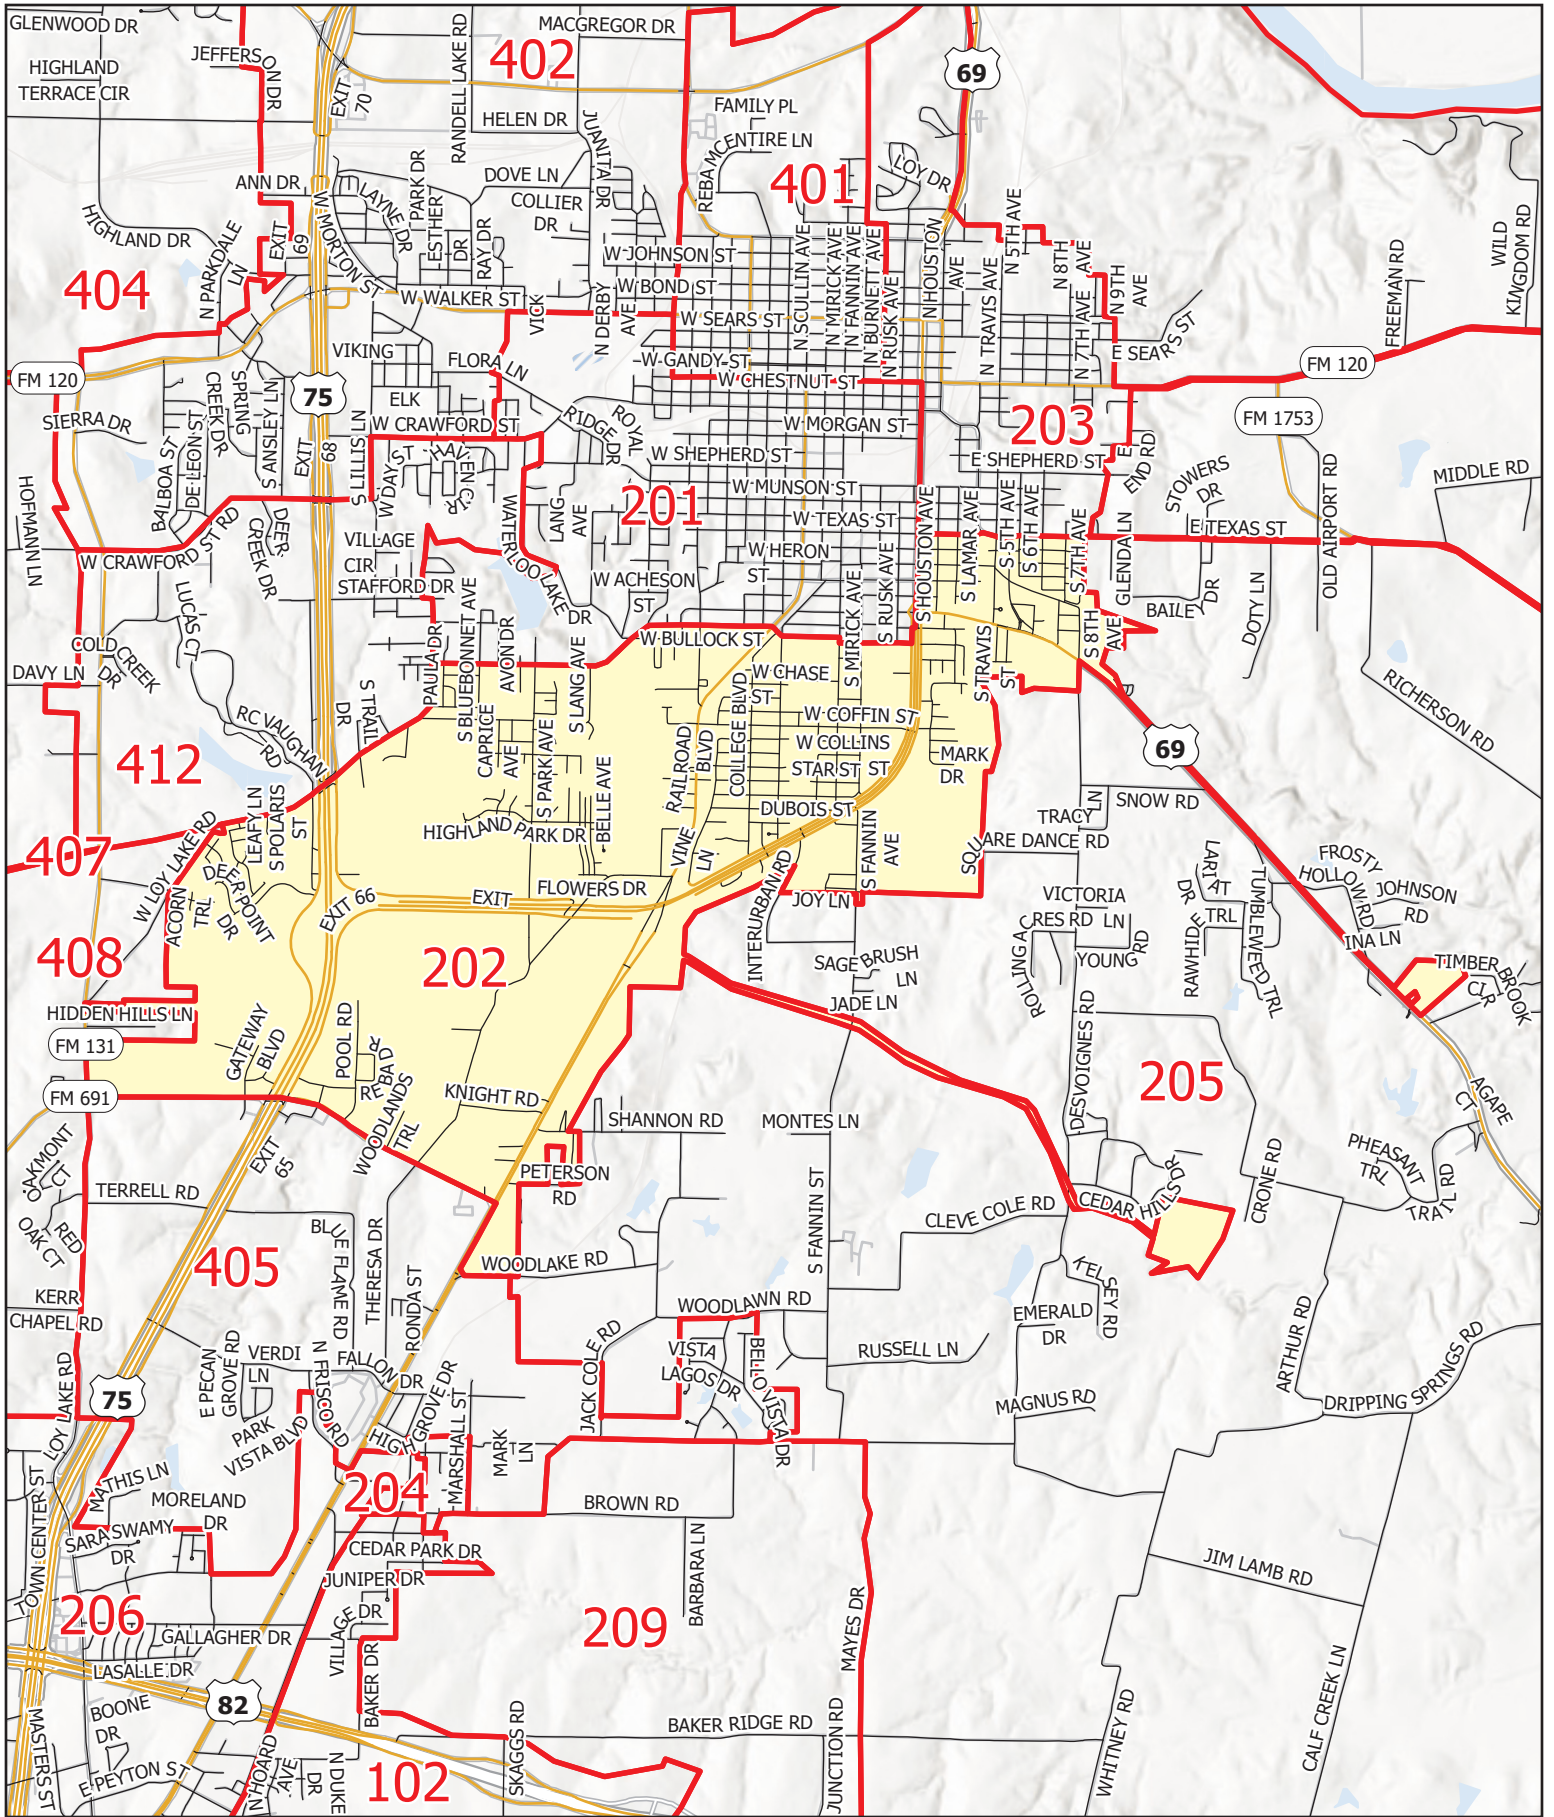 GLENWOOD DR
JEFFERSON DR
402
MACGREGOR DR
69
HIGHLAND
TERRACE CIR
EXIT
70
RANDELL LAKE RD
HELEN DR
JUANITA DR
FAMILY PL
REBA MCENTIRE LN
401
LOY DR
ANN DR
DOVE LN
COLLIER
DR
PARK DR
ESTHER
DR
LAYNE DR
RAY DR
HIGHLAND DR
N PARKDALE
LN
EXIT
69
W MORTON ST
W JOHNSON ST
W BOND ST
N SCULLIN AVE
N MIRICK AVE
N FANNIN AVE
N BURNETT AVE
N RUSK AVE
N HOUSTON
AVE
N TRAVIS AVE
N 5TH AVE
N 8TH
AVE
N 7TH AVE
N 9TH
AVE
FREEMAN RD
WILD
KINGDOM RD
404
W WALKER ST
VICK
N DERBY
AVE
W SEARS ST
E SEARS ST
FM 120
FM 120
VIKING
FLORA LN
W GANDY ST
W CHESTNUT ST
75
ELK
W CRAWFORD ST
RIDGE
DR
ROYAL
W MORGAN ST
203
FM 1753
SIERRA DR
BALBOA ST
DE LEON ST
CREEK DR
SPRING
S ANSLEY LN
EXIT
68
S LILLIS LN
W DAY ST
HAVEN CIR
W SHEPHERD ST
E SHEPHERD ST
E
END RD
STOWERS
DR
MIDDLE RD
HOFMANN LN
201
W MUNSON ST
W TEXAS ST
E TEXAS ST
OLD AIRPORT RD
W CRAWFORD ST RD
DEER
CREEK DR
VILLAGE
CIR
STAFFORD DR
WATERLOO LAKE DR
LANG
AVE
W HERON
ST
W ACHESON
ST
S HOUSTON AVE
S LAMAR AVE
S 5TH AVE
S 6TH AVE
S 7TH AVE
GLENDA LN
BAILEY
DR
DOTY LN
LUCAS CT
COLD CREEK
DR
DAVY LN
PAULA DR
S BLUEBONNET AVE
AVON DR
S LANG AVE
W BULLOCK ST
S MIRICK AVE
S RUSK AVE
S TRAVIS
ST
S 8TH
AVE
RICHERSON RD
W CHASE
ST
W COFFIN ST
W COLLINS
ST
STAR ST
MARK
DR
69
412
RC VAUGHAN
RD
S TRAIL
DR
CAPRICE
AVE
S PARK AVE
BELLE AVE
RAILROAD
BLVD
COLLEGE BLVD
DUBOIS ST
SNOW RD
TRACY
LN
SQUARE DANCE RD
407
W LOY LAKE RD
LEAFY LN
S POLARIS
ST
HIGHLAND PARK DR
VINE
LN
S FANNIN
AVE
LARIAT
DR
TUMBLEWEED TRL
FROSTY
HOLLOW RD
JOHNSON
RD
ACORN
TRL
DEERPOINT
DR
EXIT 66
EXIT
FLOWERS DR
INTERURBAN RD
JOY LN
VICTORIA
LN
ROLLING ACRES RD
YOUNG
RD
RAWHIDE TRL
INA LN
408
202
SAGE BRUSH
LN
JADE LN
TIMBER
CIR
BROOK
HIDDEN HILLS LN
FM 131
GATEWAY
BLVD
POOL RD
REBA DR
WOODLANDS
TRL
KNIGHT RD
SHANNON RD
MONTES LN
DESVOIGNES RD
205
AGAPE
CT
FM 691
EXIT
65
PETERSON
RD
OAKMONT
CT
TERRELL RD
RED
OAK CT
BLUE FLAME RD
THERESA DR
RONDA ST
WOODLAKE RD
S FANNIN ST
CLEVE COLE RD
CEDAR HILLS DR
CRONE RD
PHEASANT
TRL
TRAIL RD
405
KERR
CHAPEL RD
KELSEY RD
EMERALD
DR
WOODLAWN RD
JACK COLE RD
VISTA
LAGOS DR
BELLO VISTA DR
RUSSELL LN
ARTHUR RD
DRIPPING SPRINGS RD
MAGNUS RD
75
LOY LAKE RD
E PECAN
GROVE RD
VERDI
LN
N FRISCO RD
FALLON DR
HIGH GROVE DR
MARSHALL ST
MARK
LN
PARK
VISTA BLVD
MATHIS LN
MORELAND
DR
204
BROWN RD
SARA SWAMY
DR
TOWN CENTER ST
CEDAR PARK DR
JUNIPER DR
VILLAGE
DR
BARBARA LN
JIM LAMB RD
206
GALLAGHER DR
209
MAYES DR
LASALLE DR
BAKER DR
82
BOONE
DR
MASTERS ST
E PEYTON ST
N HOARD
AVE
N DUKE
DR
102
SKAGGS RD
BAKER RIDGE RD
JUNCTION RD
WHITNEY RD
CALF CREEK LN